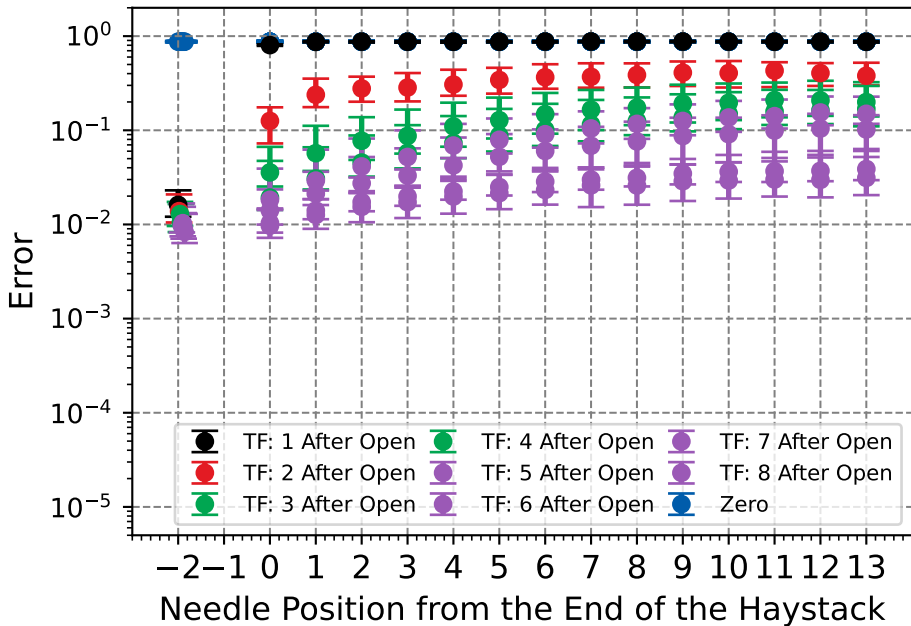 10⁰
10⁻¹
10⁻²
10⁻³
10⁻⁴
10⁻⁵
Error
TF: 1 After Open
TF: 2 After Open
TF: 3 After Open
TF: 4 After Open
TF: 5 After Open
TF: 6 After Open
TF: 7 After Open
TF: 8 After Open
Zero
−2 −1 0 1 2 3 4 5 6 7 8 9 10 11 12 13
Needle Position from the End of the Haystack